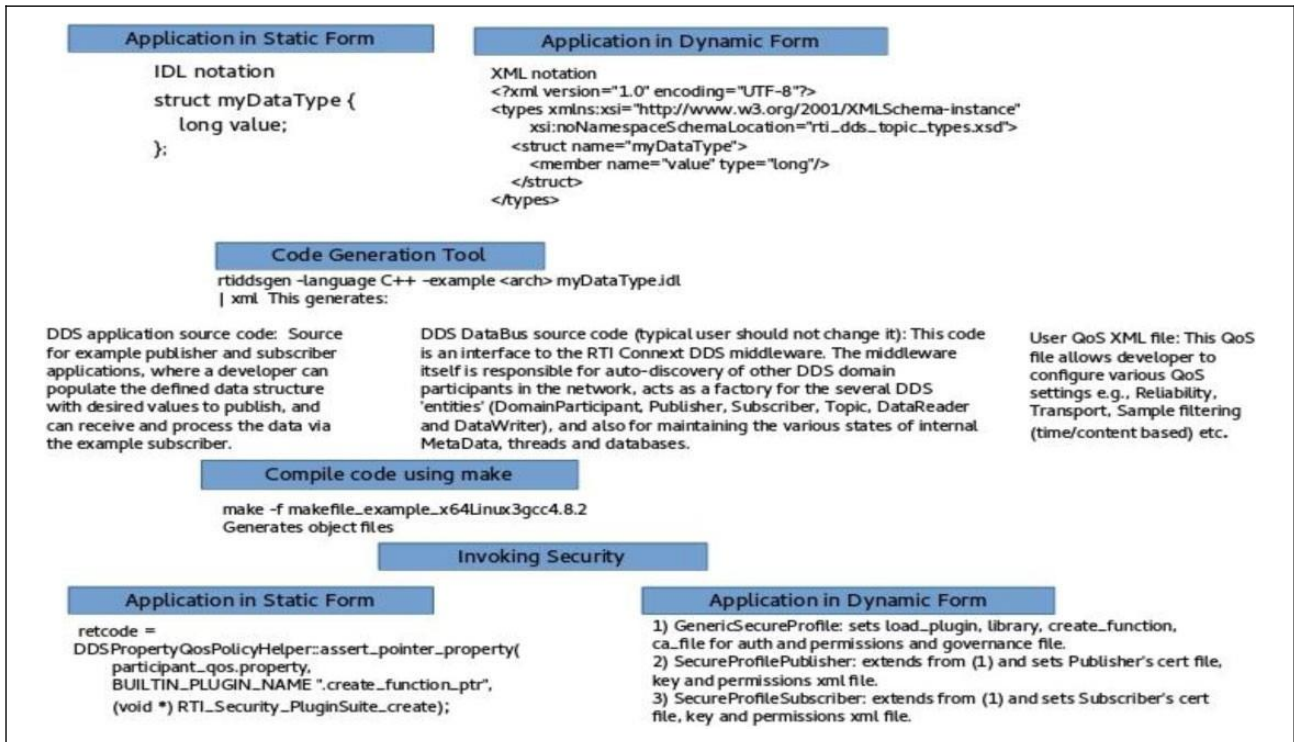 Application in Static Form
IDL notation
struct myDataType {
long value;
};
Application in Dynamic Form
XML notation
<?xml version="1.0" encoding="UTF-8"?>
<types xmlns:xsi="http://www.w3.org/2001/XMLSchema-instance"
xsi:noNamespaceSchemaLocation="rti_dds_topic_types.xsd">
<struct name="myDataType">
<member name="value" type="long"/>
</struct>
</types>
Code Generation Tool
rtiddsgen -language C++ -example <arch> myDataType.idl
| xml This generates:
DDS application source code: Source
for example publisher and subscriber
applications, where a developer can
populate the defined data structure
with desired values to publish, and
can receive and process the data via
the example subscriber.
DDS DataBus source code (typical user should not change it): This code
is an interface to the RTI Connext DDS middleware. The middleware
itself is responsible for auto-discovery of other DDS domain
participants in the network, acts as a factory for the several DDS
'entities' (DomainParticipant, Publisher, Subscriber, Topic, DataReader
and DataWriter), and also for maintaining the various states of internal
MetaData, threads and databases.
User QoS XML file: This QoS
file allows developer to
configure various QoS
settings e.g., Reliability,
Transport, Sample filtering
(time/content based) etc.
Compile code using make
make -f makefile_example_x64Linux3gcc4.8.2
Generates object files
Invoking Security
Application in Static Form
retcode =
DDSPropertyQosPolicyHelper::assert_pointer_property(
participant_qos.property,
BUILTIN_PLUGIN_NAME ".create_function_ptr",
(void *) RTI_Security_PluginSuite_create);
Application in Dynamic Form
1) GenericSecureProfile: sets load_plugin, library, create_function,
ca_file for auth and permissions and governance file.
2) SecureProfilePublisher: extends from (1) and sets Publisher's cert file,
key and permissions xml file.
3) SecureProfileSubscriber: extends from (1) and sets Subscriber's cert
file, key and permissions xml file.